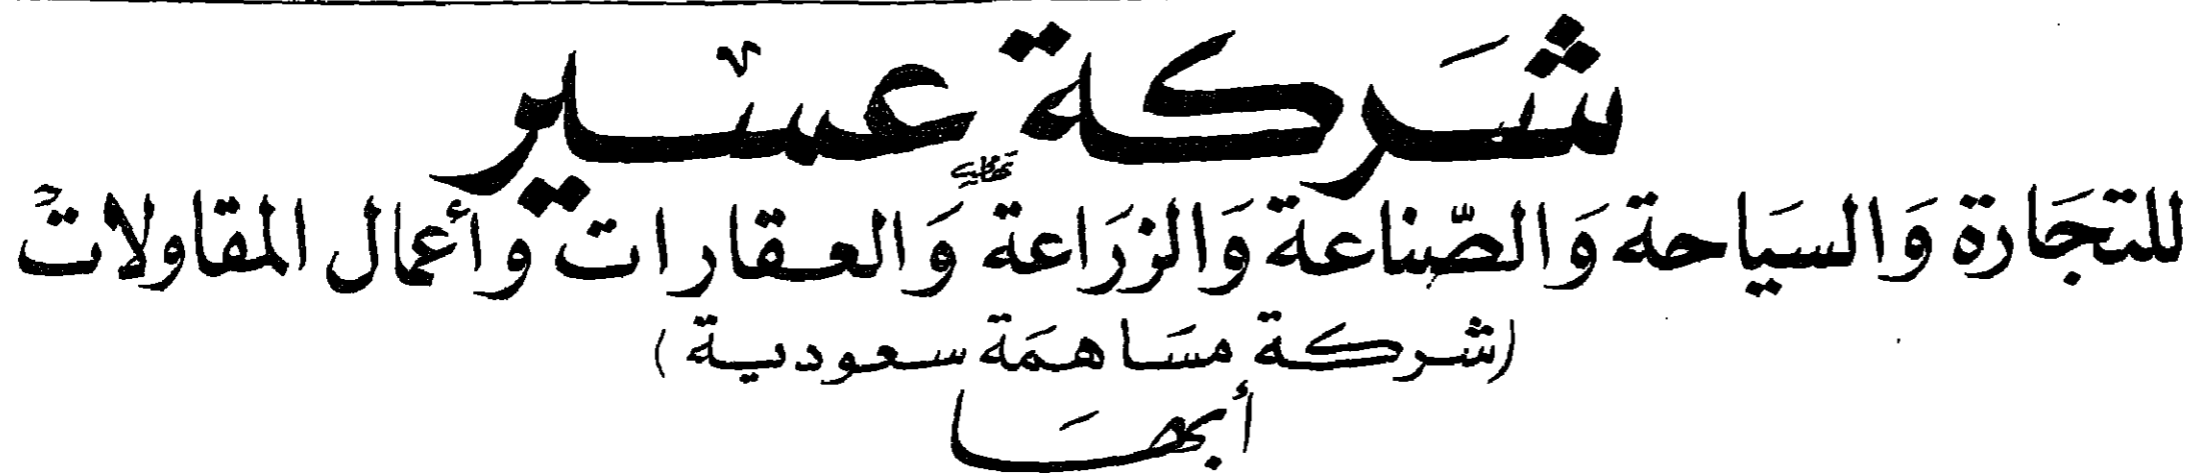 شركة عسير
للتجارة والسياحة والصناعة والزراعة والعقارات وأعمال المقاولات
(شركة مساهمة سعودية)
أبها